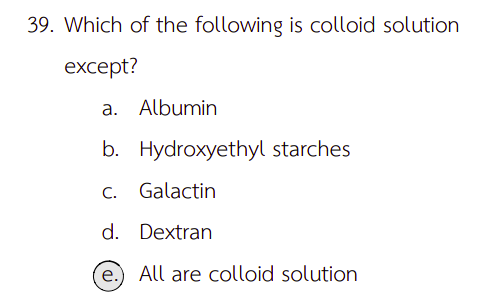 39. Which of the following is colloid solution
except?
a. Albumin
b. Hydroxyethyl starches
c. Galactin
d. Dextran
e. All are colloid solution